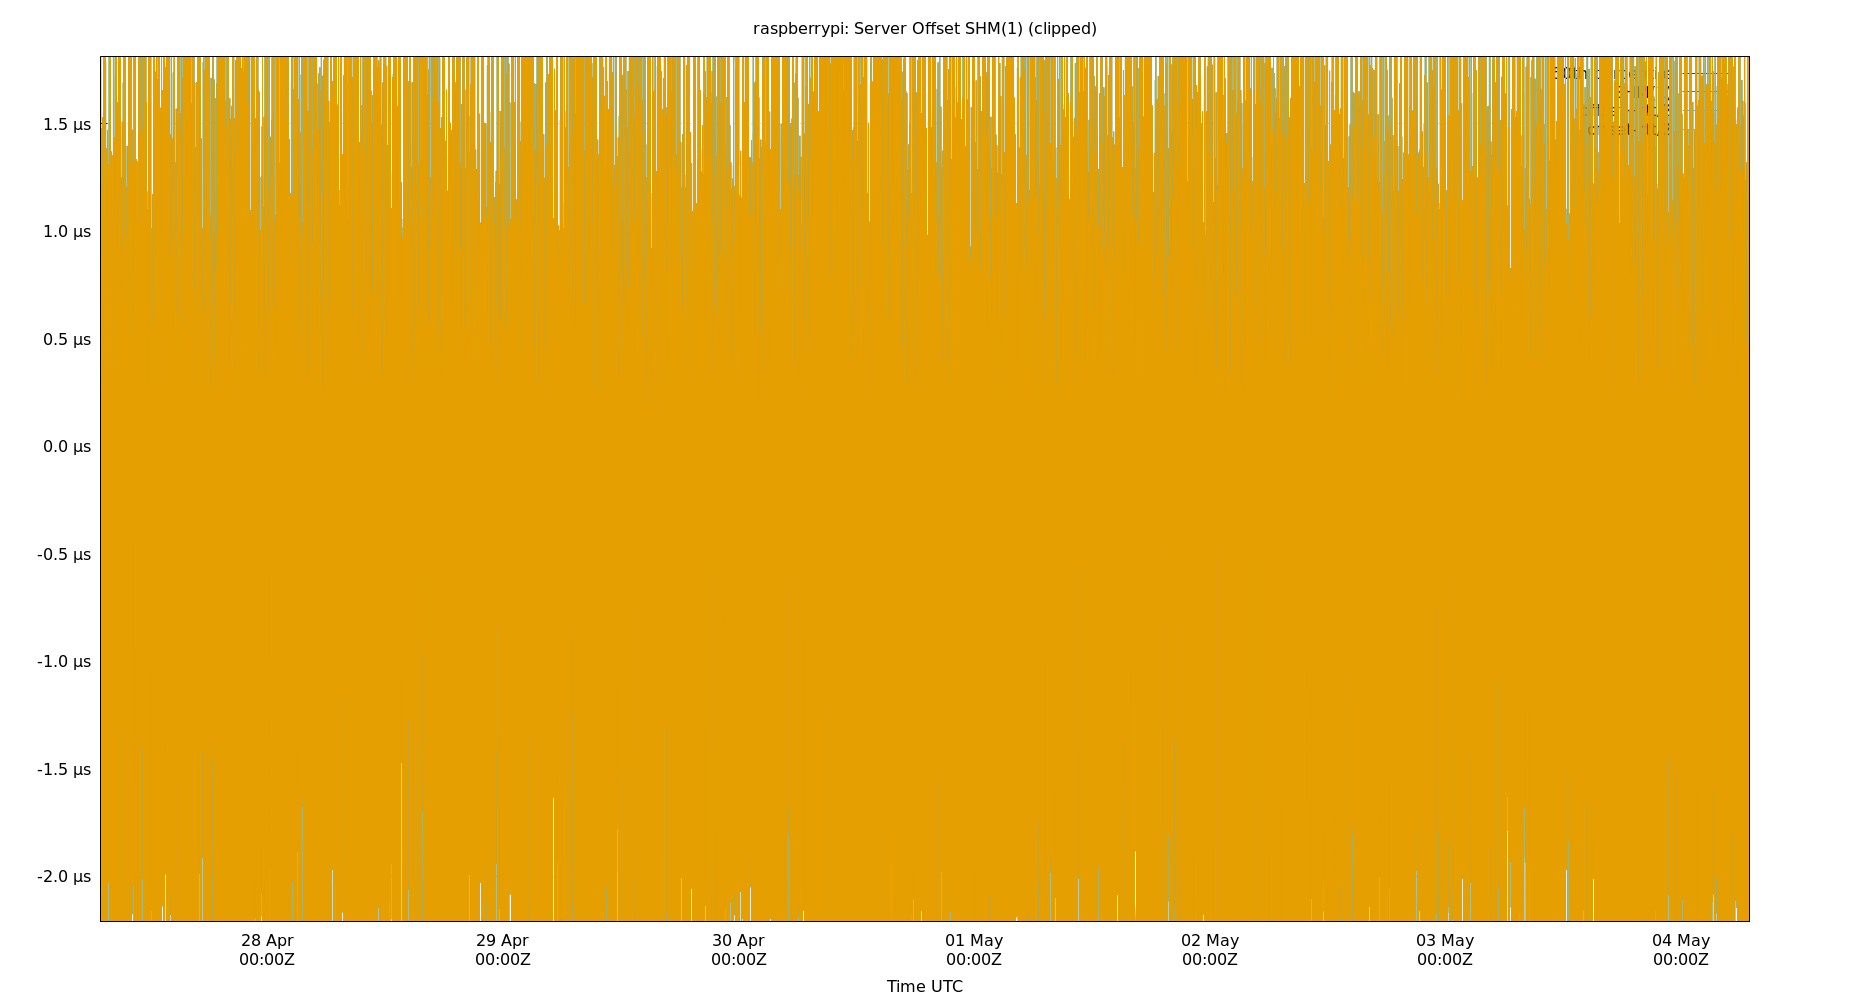 raspberrypi: Server Offset SHM(1) (clipped)
1.5 µs
1.0 µs
0.5 µs
0.0 µs
-0.5 µs
-1.0 µs
-1.5 µs
-2.0 µs
28 Apr 29 Apr 30 Apr 01 May 02 May 03 May 04 May
00:00Z 00:00Z 00:00Z 00:00Z 00:00Z 00:00Z 00:00Z
Time UTC